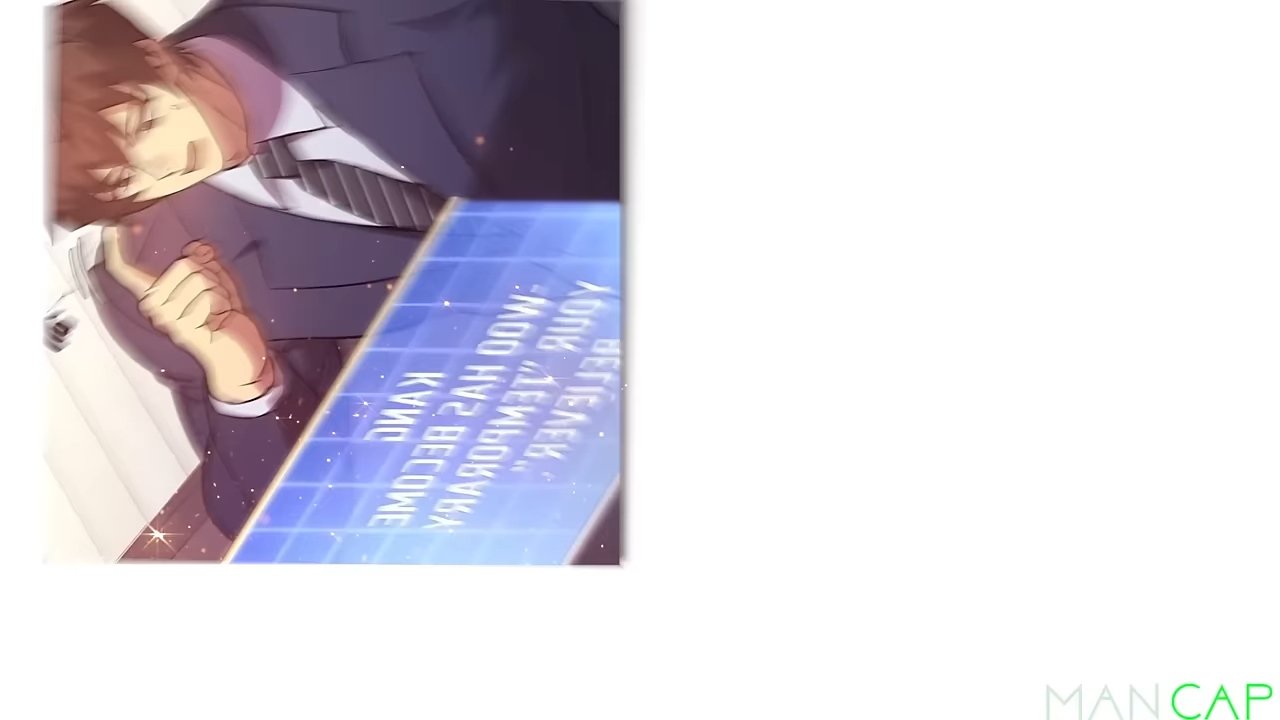 KANG
-WOO HAS BECOME
YOUR "TEMPORARY
BELIEVER".
MANCAP